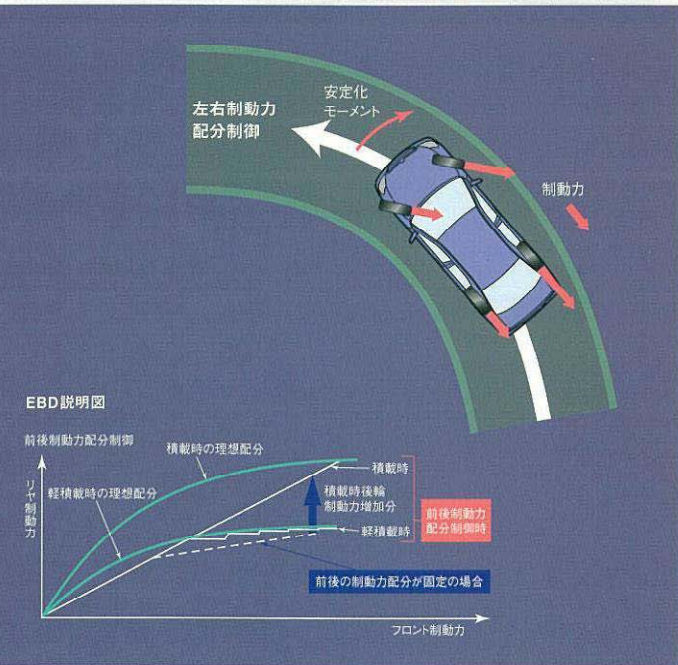 左右制動力
配分制御
安定化
モーメント
制動力
EBD説明図
前後制動力配分制御
リヤ制動力
積載時の理想配分
軽積載時の理想配分
積載時
積載時後輪
制動力増加分
軽積載時
前後制動力
配分制御時
前後の制動力配分が固定の場合
フロント制動力